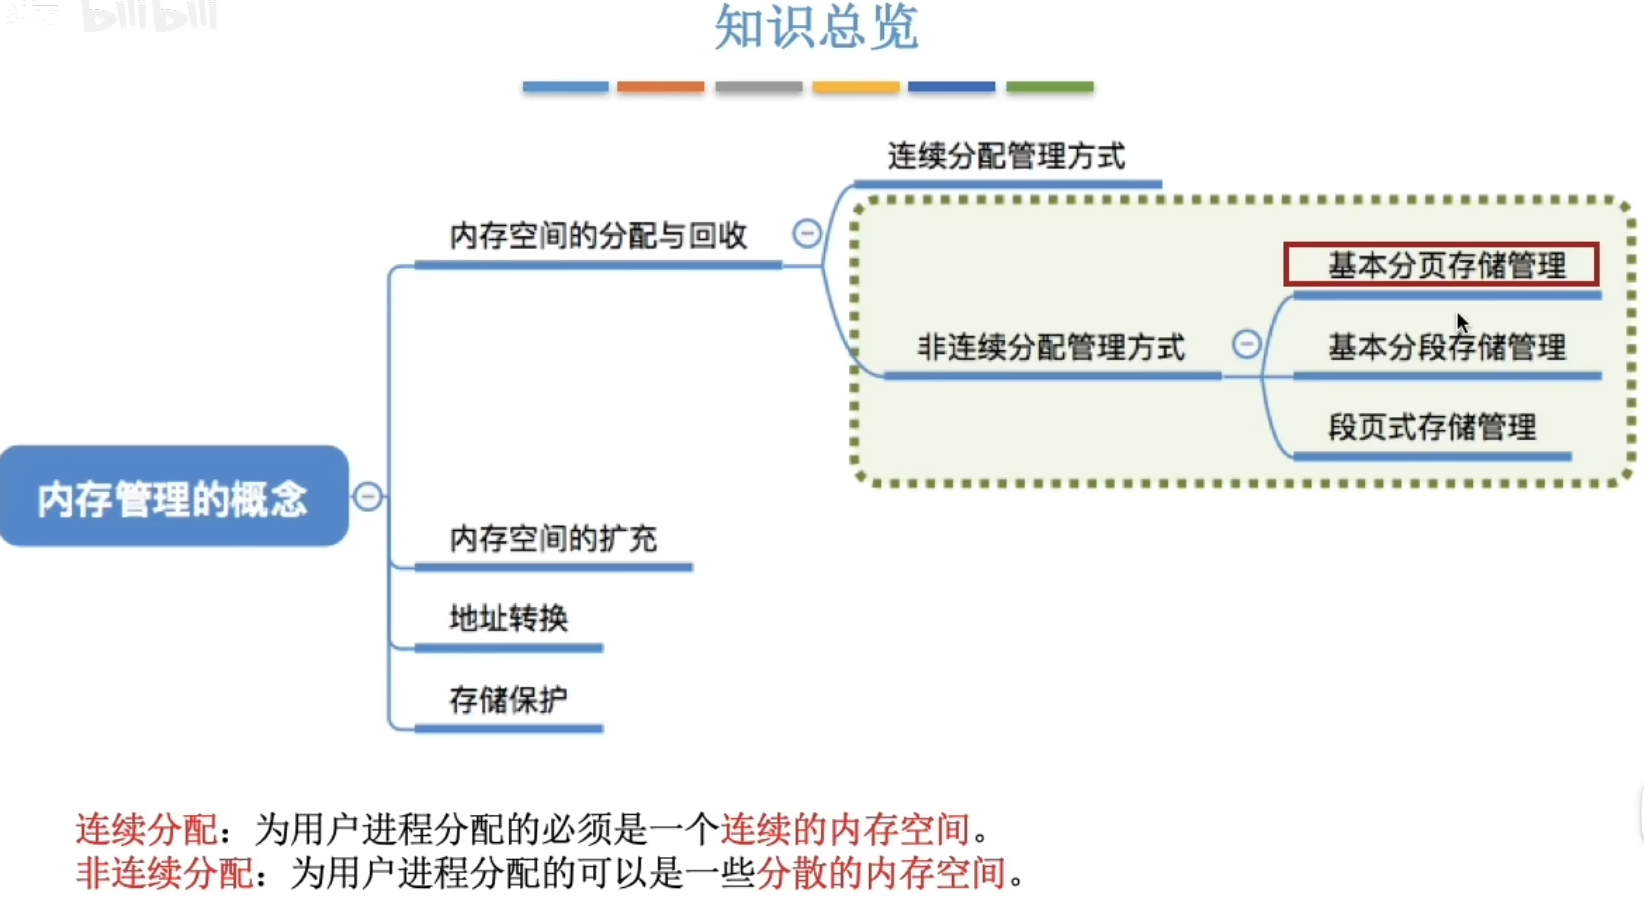 bilibili
知识总览
连续分配管理方式
内存空间的分配与回收
基本分页存储管理
非连续分配管理方式
基本分段存储管理
段页式存储管理
内存管理的概念
内存空间的扩充
地址转换
存储保护
连续分配：为用户进程分配的必须是一个连续的内存空间。
非连续分配：为用户进程分配的可以是一些分散的内存空间。